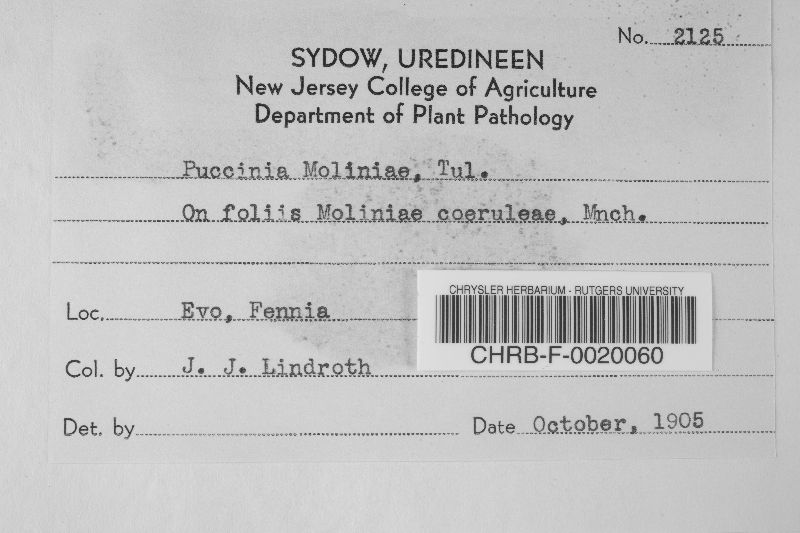 No. 2125
SYDOW, UREDINEEN
New Jersey College of Agriculture
Department of Plant Pathology
Puccinia Moliniae, Tul.
On foliis Moliniae coeruleae, Mnch.
Loc. Evo, Fennia
CHRYSLER HERBARIUM - RUTGERS UNIVERSITY
CHRB-F-0020060
Col. by J. J. Lindroth
Det. by
Date October, 1905